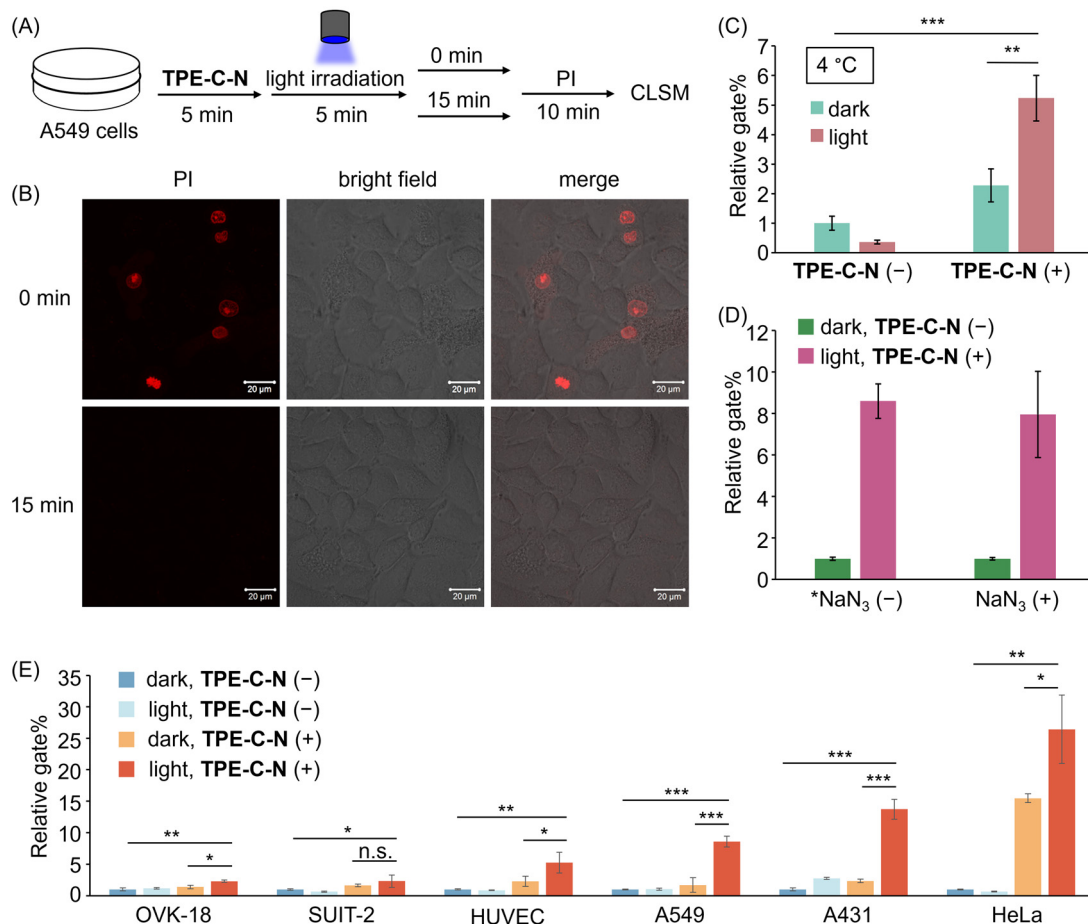 (A)
TPE-C-N
5 min
light irradiation
5 min
0 min
15 min
PI
10 min
CLSM
A549 cells
(B)
PI
bright field
merge
0 min
20 μm
20 μm
20 μm
15 min
20 μm
20 μm
20 μm
(C)
***
**
4 °C
dark
light
Relative gate%
7
6
5
4
3
2
1
0
TPE-C-N (−)
TPE-C-N (+)
(D)
dark, TPE-C-N (−)
light, TPE-C-N (+)
Relative gate%
12
10
8
6
4
2
0
*NaN₃ (−)
NaN₃ (+)
(E)
dark, TPE-C-N (−)
light, TPE-C-N (−)
dark, TPE-C-N (+)
light, TPE-C-N (+)
Relative gate%
35
30
25
20
15
10
5
0
**
*
*
n.s.
**
*
***
***
***
***
**
*
OVK-18
SUIT-2
HUVEC
A549
A431
HeLa